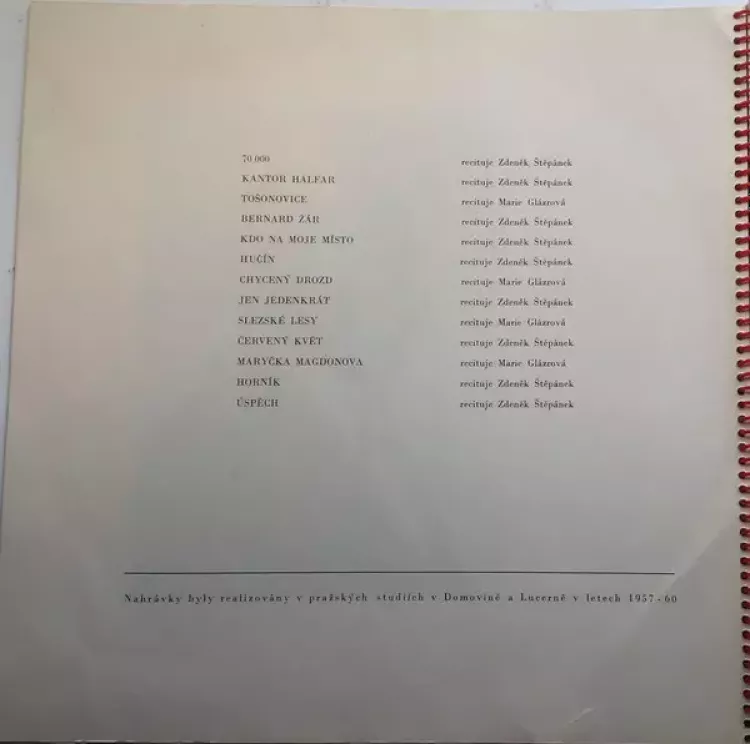 70 000 recituje Zdeněk Štěpánek
KANTOR HALFAR recituje Zdeněk Štěpánek
TOŠONOVICE recituje Marie Glázrová
BERNARD ŽÁR recituje Zdeněk Štěpánek
KDO NA MOJE MÍSTO recituje Zdeněk Štěpánek
HUČÍN recituje Zdeněk Štěpánek
CHYCENÝ DROZD recituje Marie Glázrová
JEN JEDENKRÁT recituje Zdeněk Štěpánek
SLEZSKÉ LESY recituje Marie Glázrová
ČERVENÝ KVĚT recituje Zdeněk Štěpánek
MARYČKA MAGDONOVA recituje Marie Glázrová
HORNÍK recituje Zdeněk Štěpánek
ÚSPĚCH recituje Zdeněk Štěpánek
Nahrávky byly realizovány v pražských studiích v Domovině a Lucerně v letech 1957 - 60